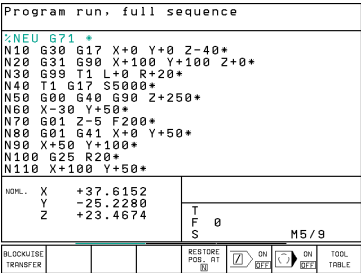 Program run, full sequence
%NEU G71 *
N10 G30 G17 X+0 Y+0 Z-40*
N20 G31 G90 X+100 Y+100 Z+0*
N30 G99 T1 L+0 R+20*
N40 T1 G17 S5000*
N50 G00 G40 G90 Z+250*
N60 X-30 Y+50*
N70 G01 Z-5 F200*
N80 G01 G41 X+0 Y+50*
N90 X+50 Y+100*
N100 G25 R20*
N110 X+100 Y+50*
NOML. X +37.6152
Y -25.2280
Z +23.4674
T
F 0
S M5/9
BLOCKWISE TRANSFER
RESTORE POS. AT N
ON OFF
ON OFF
TOOL TABLE